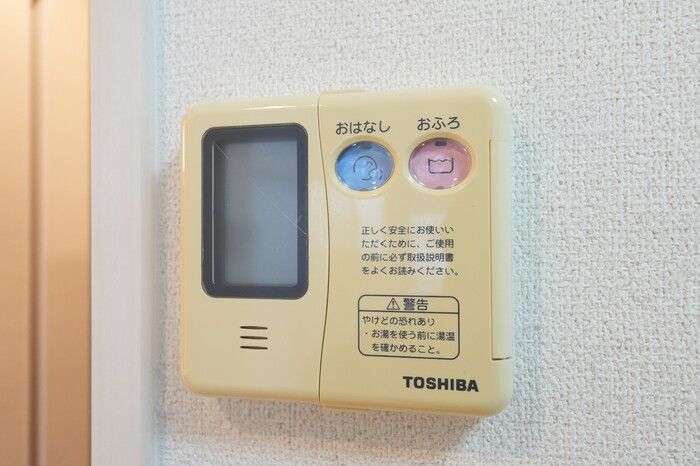 おはなし おふろ
正しく安全にお使いい
ただくために、ご使用
の前に必ず取扱説明書
をよくお読みください。
警告
やけどの恐れあり
・お湯を使う前に湯温
を確かめること。
TOSHIBA